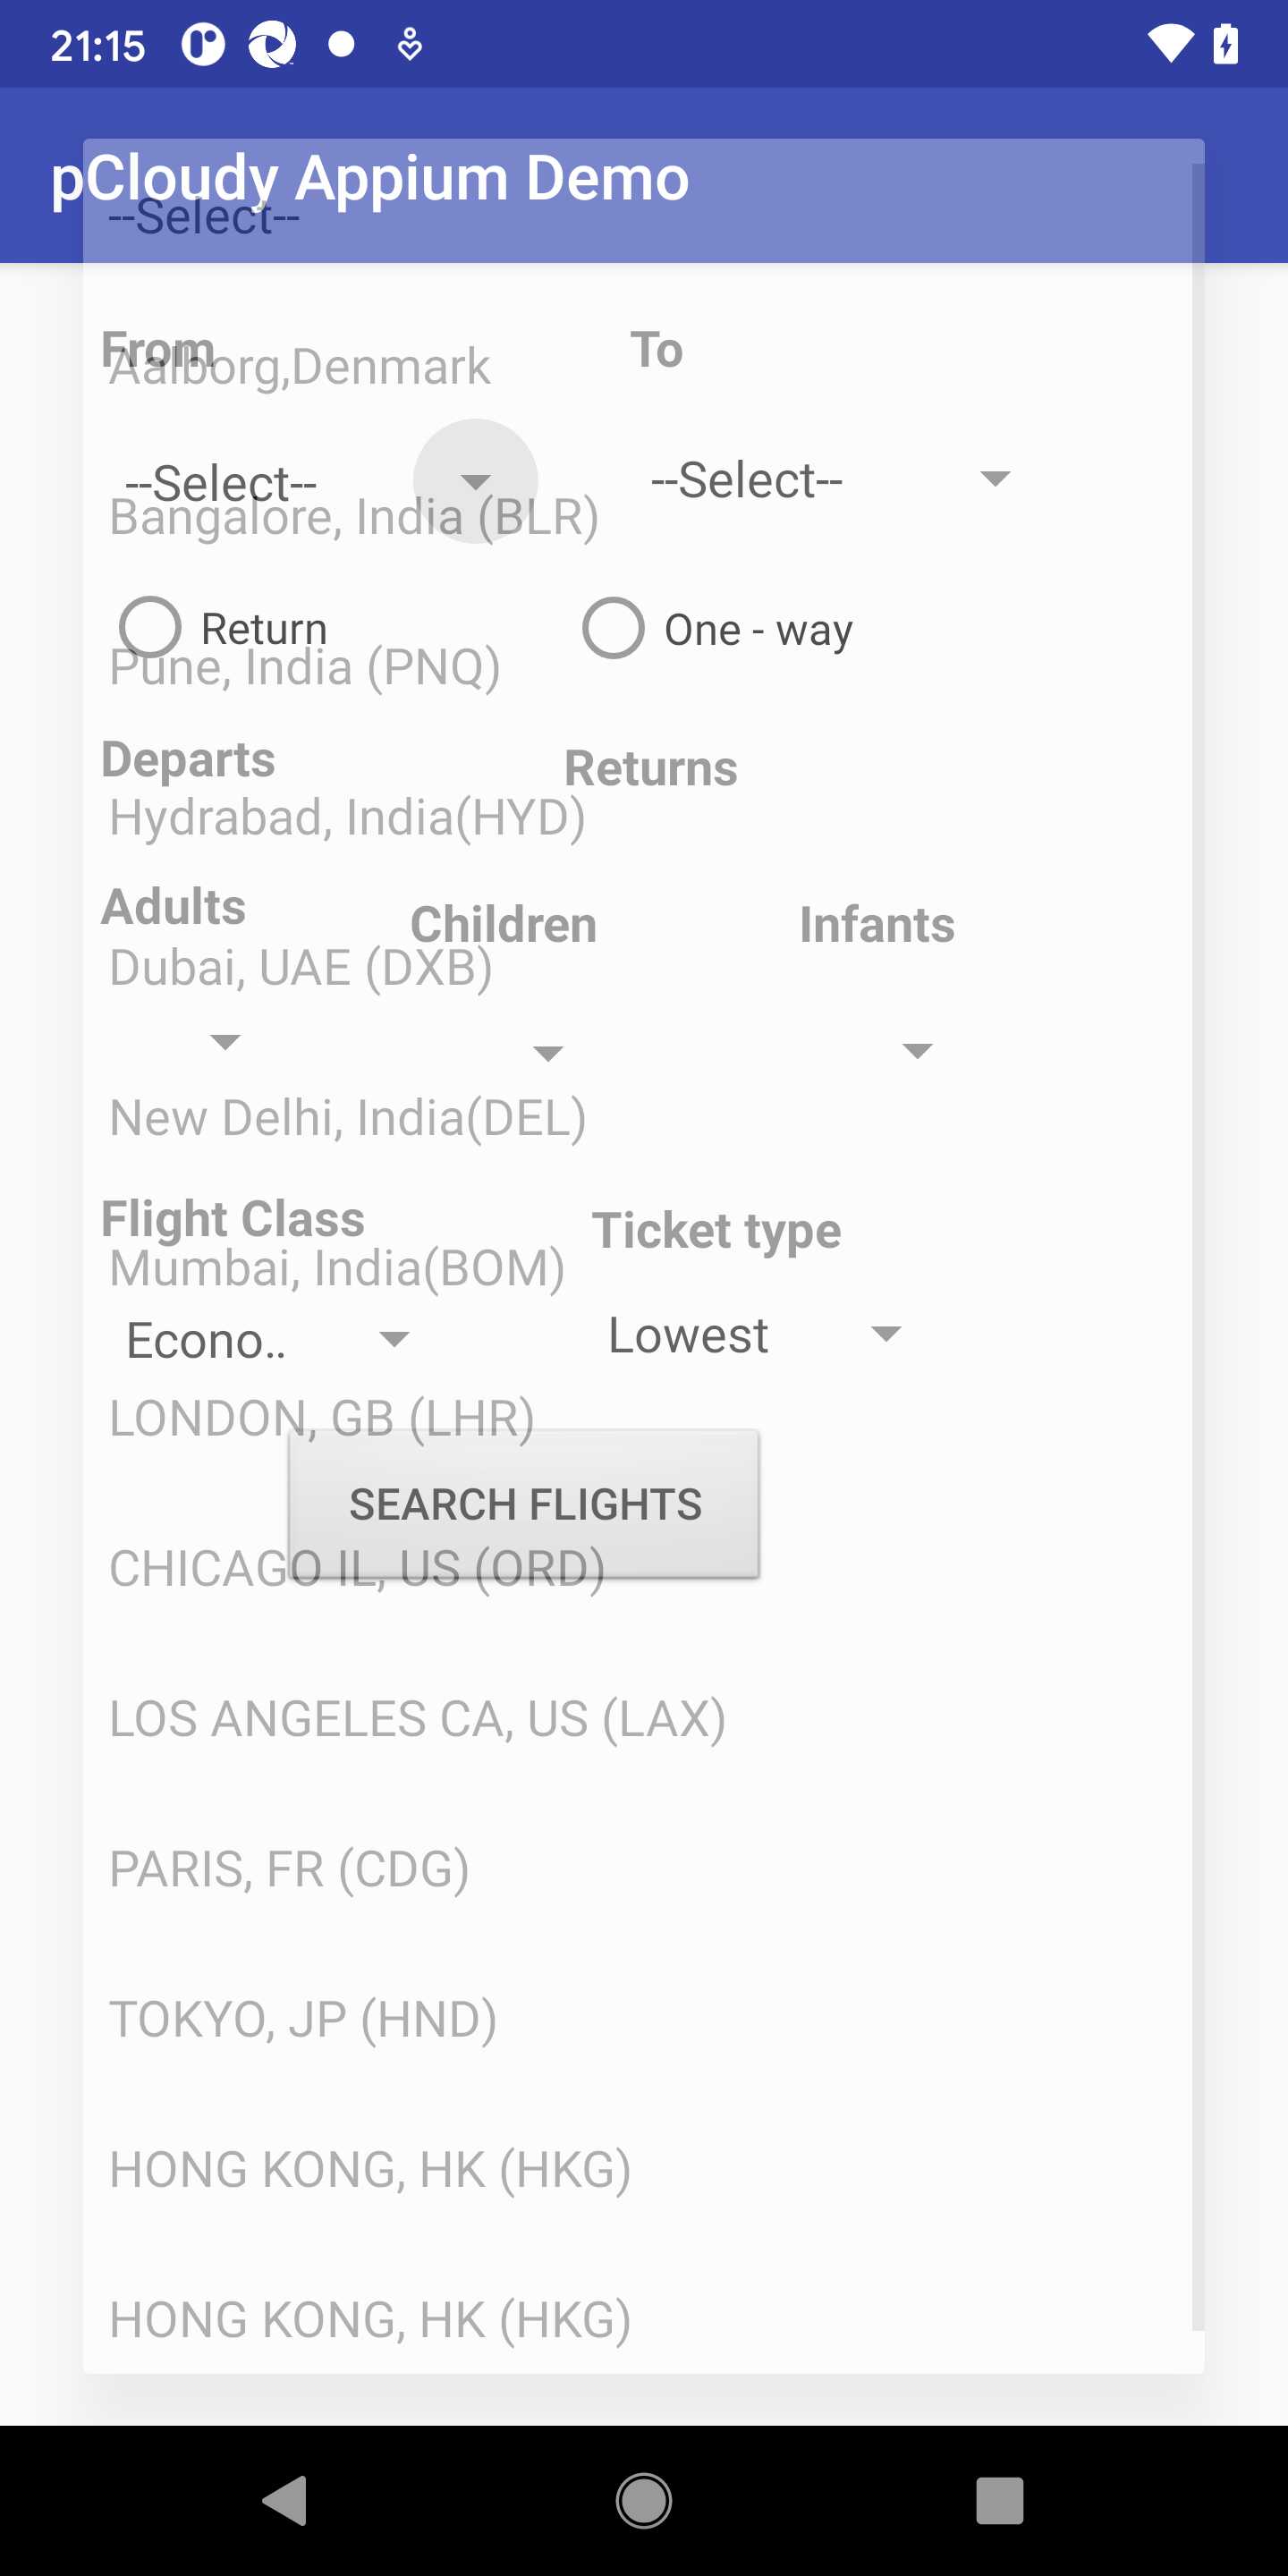 21:15
pCloudy Appium Demo
--Select--
From
To
Aalborg,Denmark
--Select--
--Select--
Bangalore, India (BLR)
Return
One - way
Pune, India (PNQ)
Departs
Returns
Hydrabad, India(HYD)
Adults
Children
Infants
Dubai, UAE (DXB)
New Delhi, India(DEL)
Flight Class
Ticket type
Mumbai, India(BOM)
Econo..
Lowest
LONDON, GB (LHR)
SEARCH FLIGHTS
CHICAGO IL, US (ORD)
LOS ANGELES CA, US (LAX)
PARIS, FR (CDG)
TOKYO, JP (HND)
HONG KONG, HK (HKG)
HONG KONG, HK (HKG)